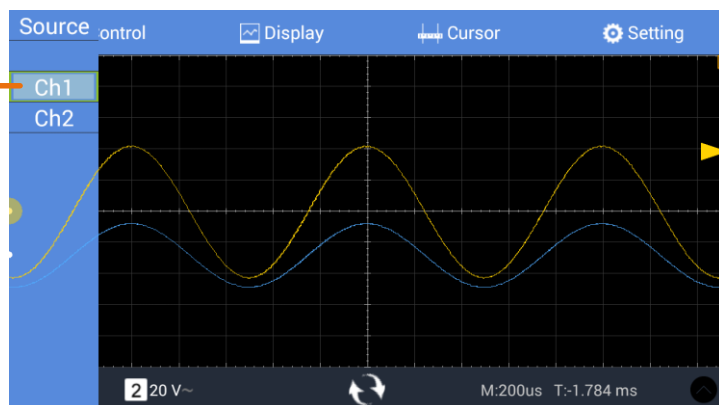 Source
ontrol
Display
Cursor
Setting
Ch1
Ch2
2 20 V~
M:200us T:-1.784 ms